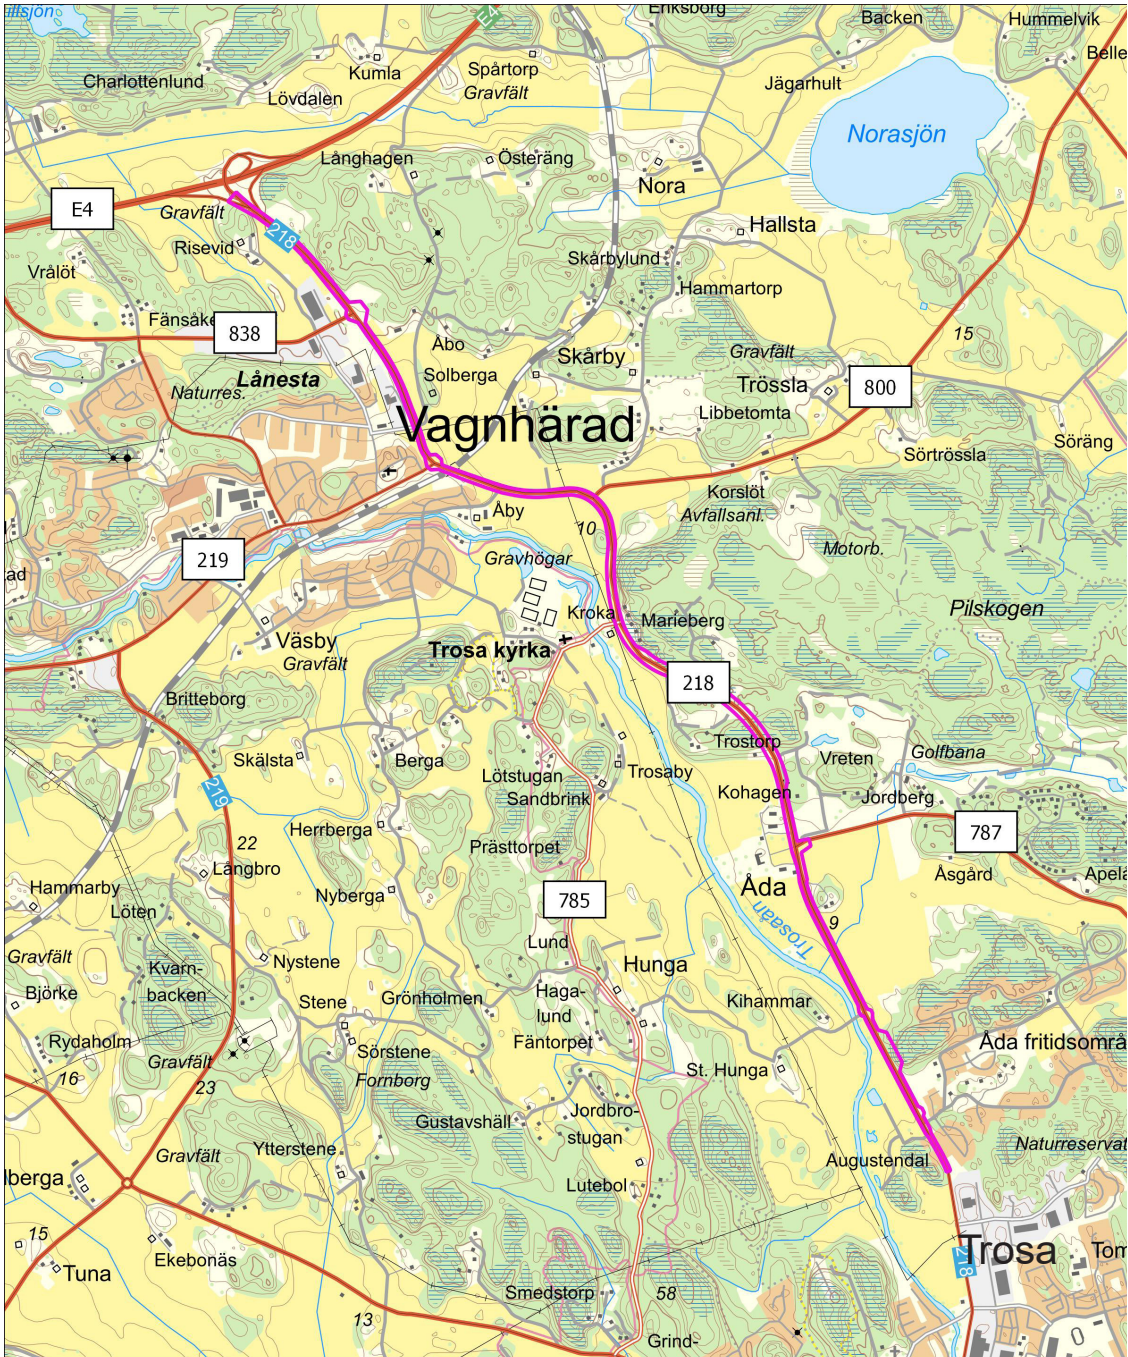 Eriksborg
Backen
Hummelvik
Charlottenlund
Kumla
Spårtorp
Gravfält
Jägarhult
Lövdalen
E4
Norasjön
Långhagen
Österäng
Nora
E4
Gravfält
218
Hallsta
Risevid
Skårbylund
Vrålöt
Hammartorp
838
Åbo
Skårby
Gravfält
15
Lånesta
Solberga
Trössla
800
Naturres.
Vagnhärad
Libbetomta
Söräng
Sörtrössla
Korslöt
Avfallsanl.
Åby
10
219
Gravhögar
Motorb.
Kroka
Marieberg
Pilskogen
Väsby
Gravfält
Trosa kyrka
218
Britteborg
Trostorp
Skälsta
Berga
Lötstugan
Trosaby
Vreten
Golfbana
219
Sandbrink
Kohagen
Jordberg
Herrberga
787
22
Prästtorpet
Långbro
Åsgård
Hammarby
Nyberga
785
Åda
Löten
9
Trosaån
Gravfält
Kvarn-
backen
Nystene
Lund
Hunga
Björke
Stene
Grönholmen
Haga-
lund
Kihammar
Rydaholm
Gravfält
Sörstene
Fäntorpet
Åda fritidsområ
16
23
Fornborg
St. Hunga
Gustavshäll
Jordbro-
stugan
Gravfält
Ytterstene
Augustendal
Naturreservat
lberga
Lutebol
15
Ekebonäs
Trosa
Tom
Tuna
218
Smedstorp
58
13
Grind-